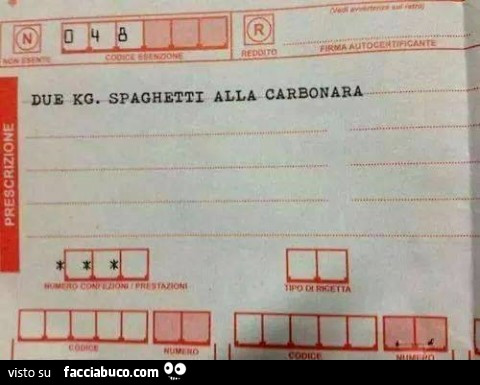 (Vedi avvertenze sul retro)
N 0 4 8 R
NON ESENTE CODICE ESENZIONE REDDITO FIRMA AUTOCERTIFICANTE
DUE KG. SPAGHETTI ALLA CARBONARA
PRESCRIZIONE
* * *
NUMERO CONFEZIONI / PRESTAZIONI TIPO DI RICETTA
CODICE NUMERO CODICE NUMERO
visto su facciabuco.com